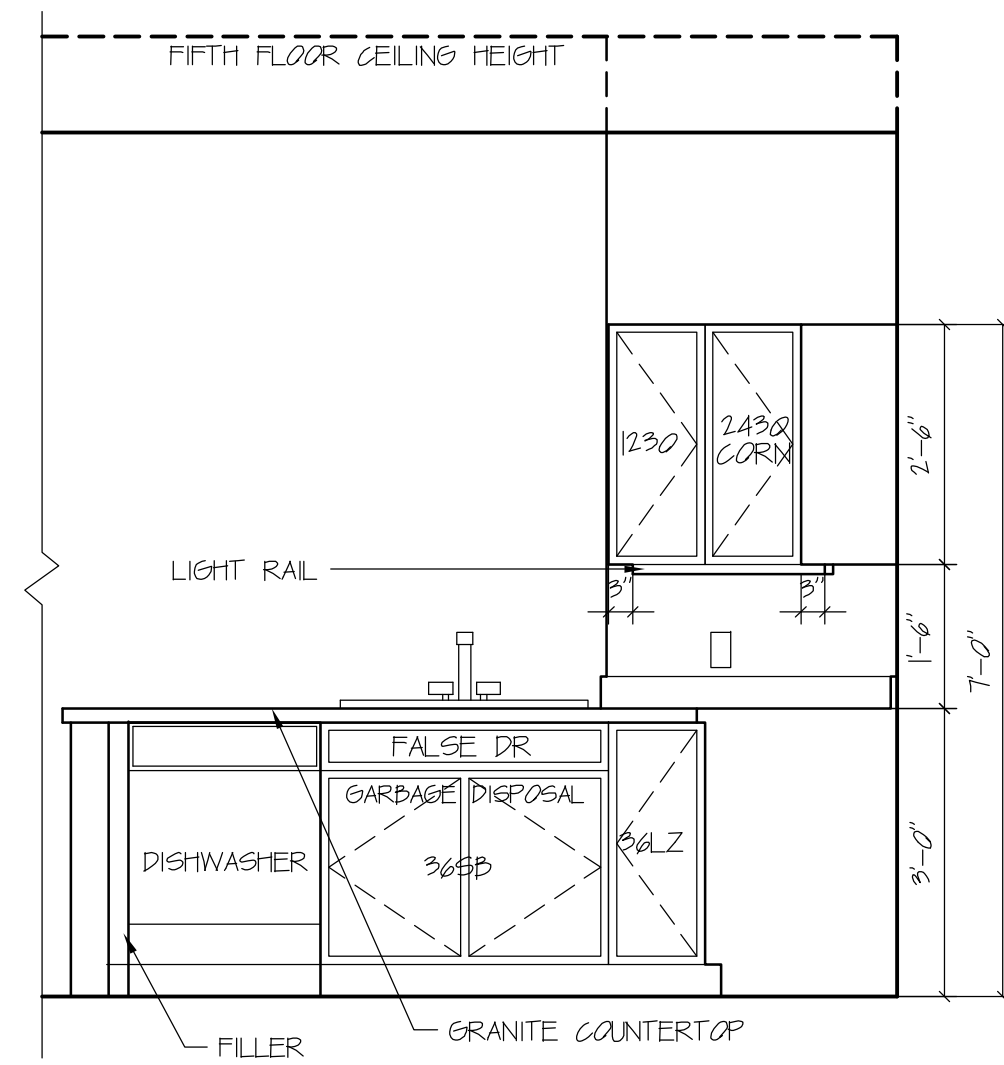 FIFTH FLOOR CEILING HEIGHT
1230
2430
CORN
2'-6"
LIGHT RAIL
3"
3"
1'-6"
7'-0"
FALSE DR
GARBAGE DISPOSAL
DISHWASHER
36SB
36LZ
3'-0"
GRANITE COUNTERTOP
FILLER